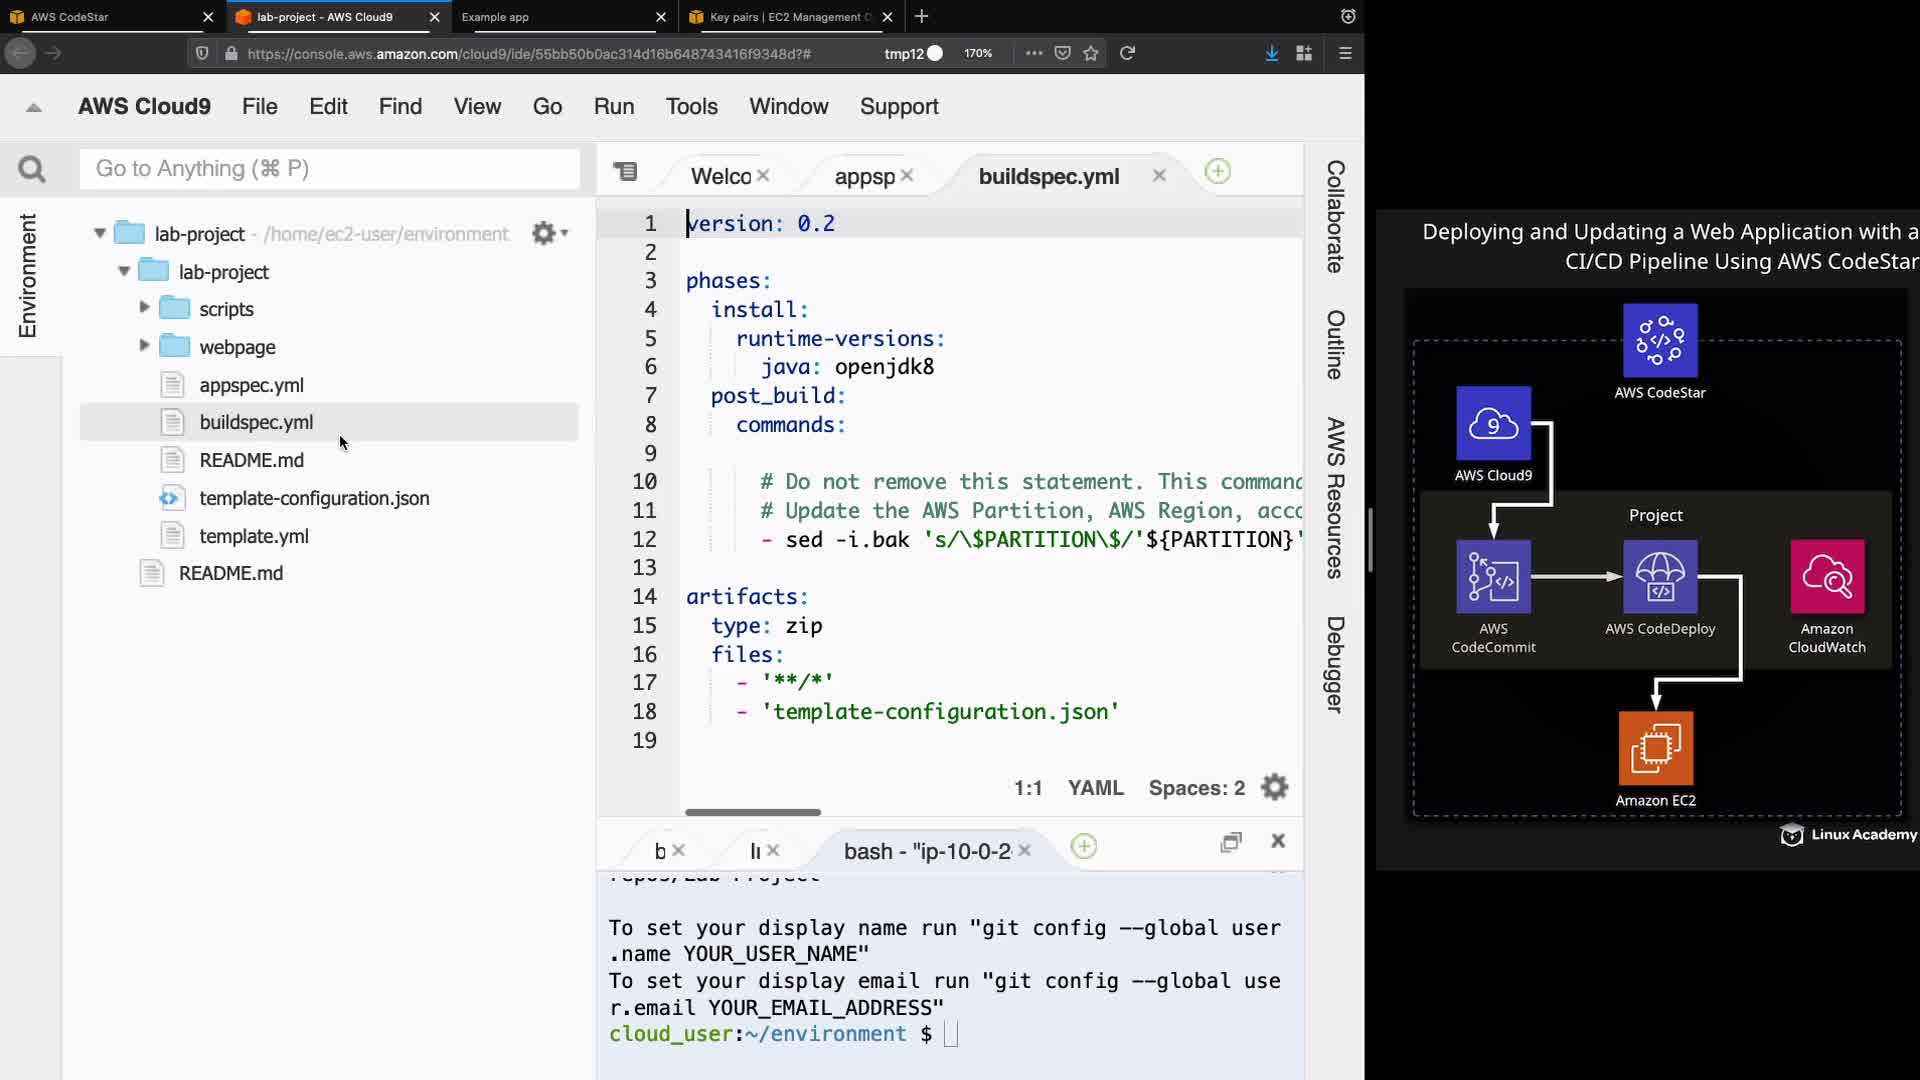 AWS CodeStar
lab-project - AWS Cloud9
Example app
Key pairs | EC2 Management C
https://console.aws.amazon.com/cloud9/ide/55bb50b0ac314d16b648743416f9348d?#
tmp12
170%
AWS Cloud9 File Edit Find View Go Run Tools Window Support
Go to Anything (⌘ P)
Environment
lab-project - /home/ec2-user/environment
lab-project
scripts
webpage
appspec.yml
buildspec.yml
README.md
template-configuration.json
template.yml
README.md
Welco
appsp
buildspec.yml
1 version: 0.2
2
3 phases:
4   install:
5     runtime-versions:
6       java: openjdk8
7   post_build:
8     commands:
9
10       # Do not remove this statement. This command
11       # Update the AWS Partition, AWS Region, acco
12       - sed -i.bak 's/\$PARTITION\$/'${PARTITION}'
13
14 artifacts:
15   type: zip
16   files:
17     - '**/*'
18     - 'template-configuration.json'
19
1:1 YAML Spaces: 2
b
bash - "ip-10-0-2
To set your display name run "git config --global user
.name YOUR_USER_NAME"
To set your display email run "git config --global use
r.email YOUR_EMAIL_ADDRESS"
cloud_user:~/environment $
Collaborate
Outline
AWS Resources
Debugger
Deploying and Updating a Web Application with a
CI/CD Pipeline Using AWS CodeStar
AWS CodeStar
9
AWS Cloud9
Project
AWS
CodeCommit
AWS CodeDeploy
Amazon
CloudWatch
Amazon EC2
Linux Academy